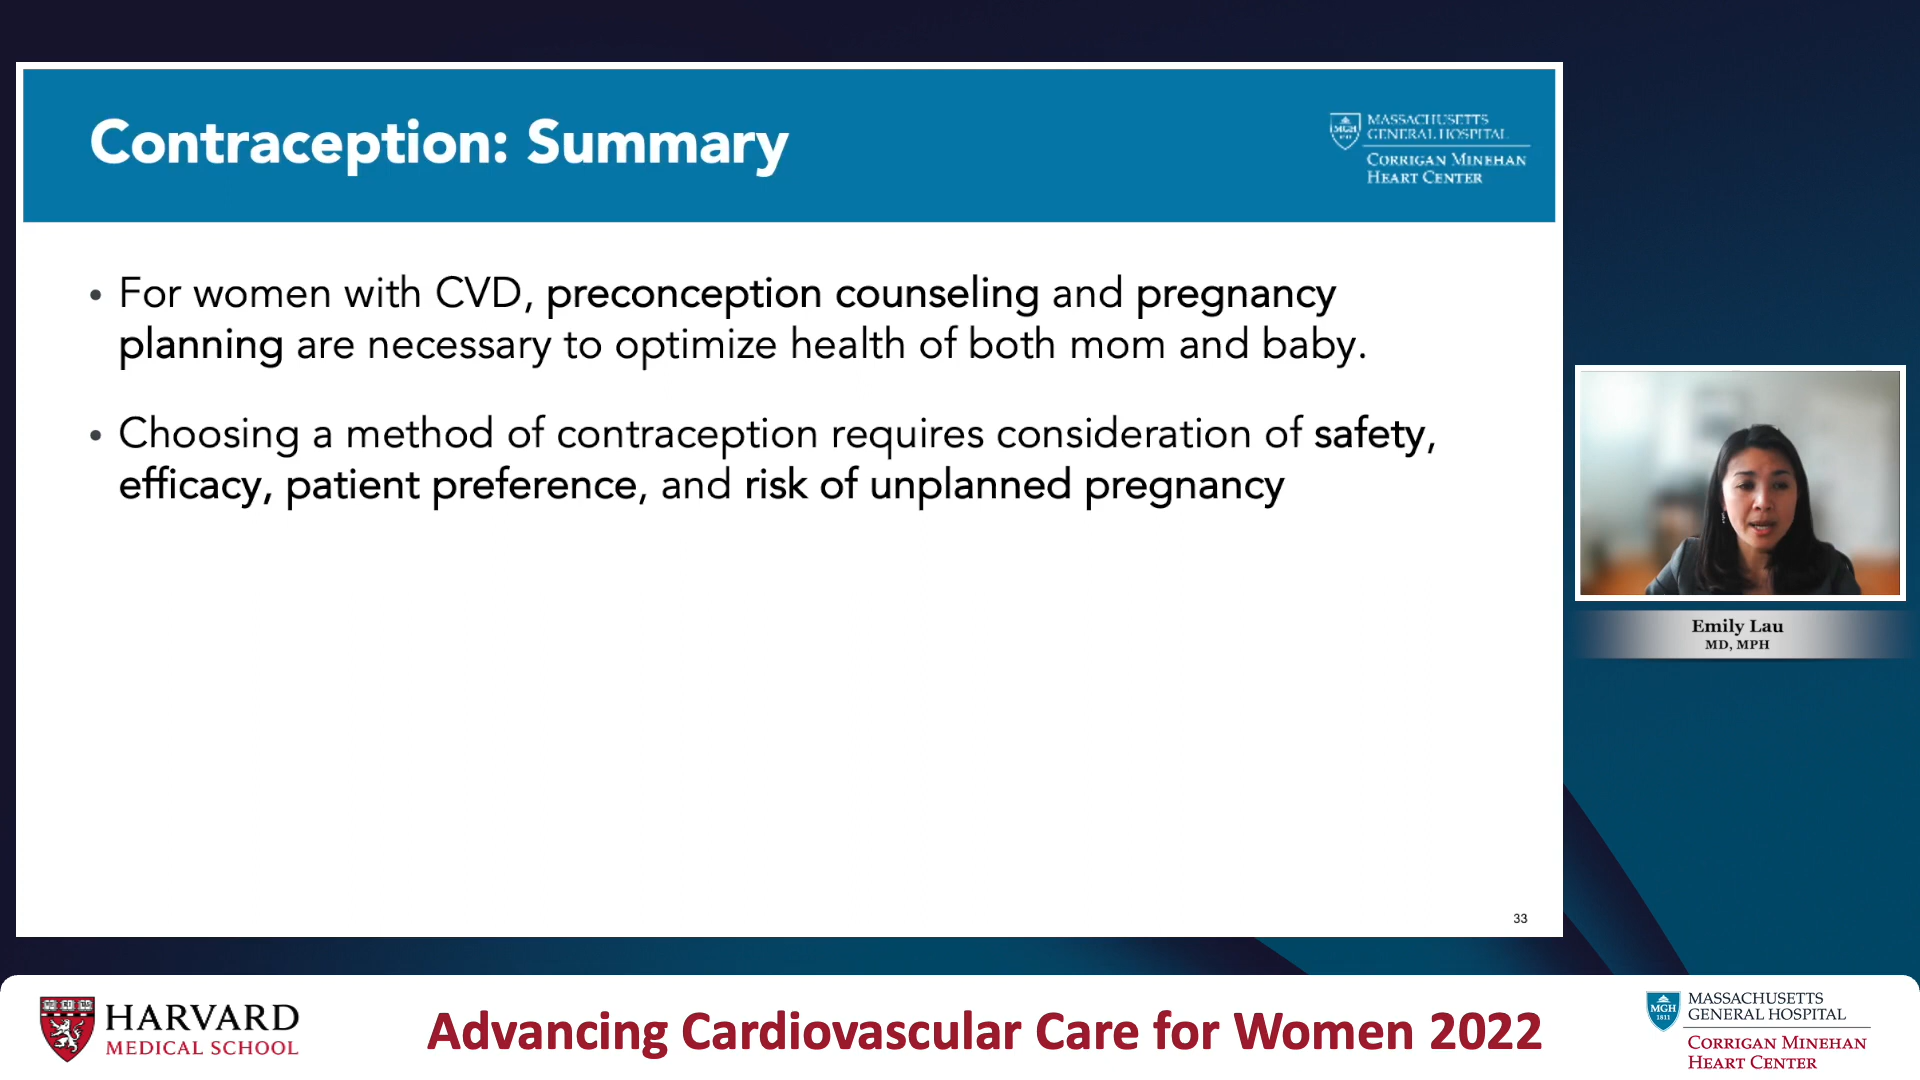 Contraception: Summary
MASSACHUSETTS
GENERAL HOSPITAL
CORRIGAN MINEHAN
HEART CENTER
MGH
• For women with CVD, preconception counseling and pregnancy
planning are necessary to optimize health of both mom and baby.
• Choosing a method of contraception requires consideration of safety,
efficacy, patient preference, and risk of unplanned pregnancy
33
Emily Lau
MD, MPH
HARVARD
MEDICAL SCHOOL
Advancing Cardiovascular Care for Women 2022
MGH
1811
MASSACHUSETTS
GENERAL HOSPITAL
CORRIGAN MINEHAN
HEART CENTER